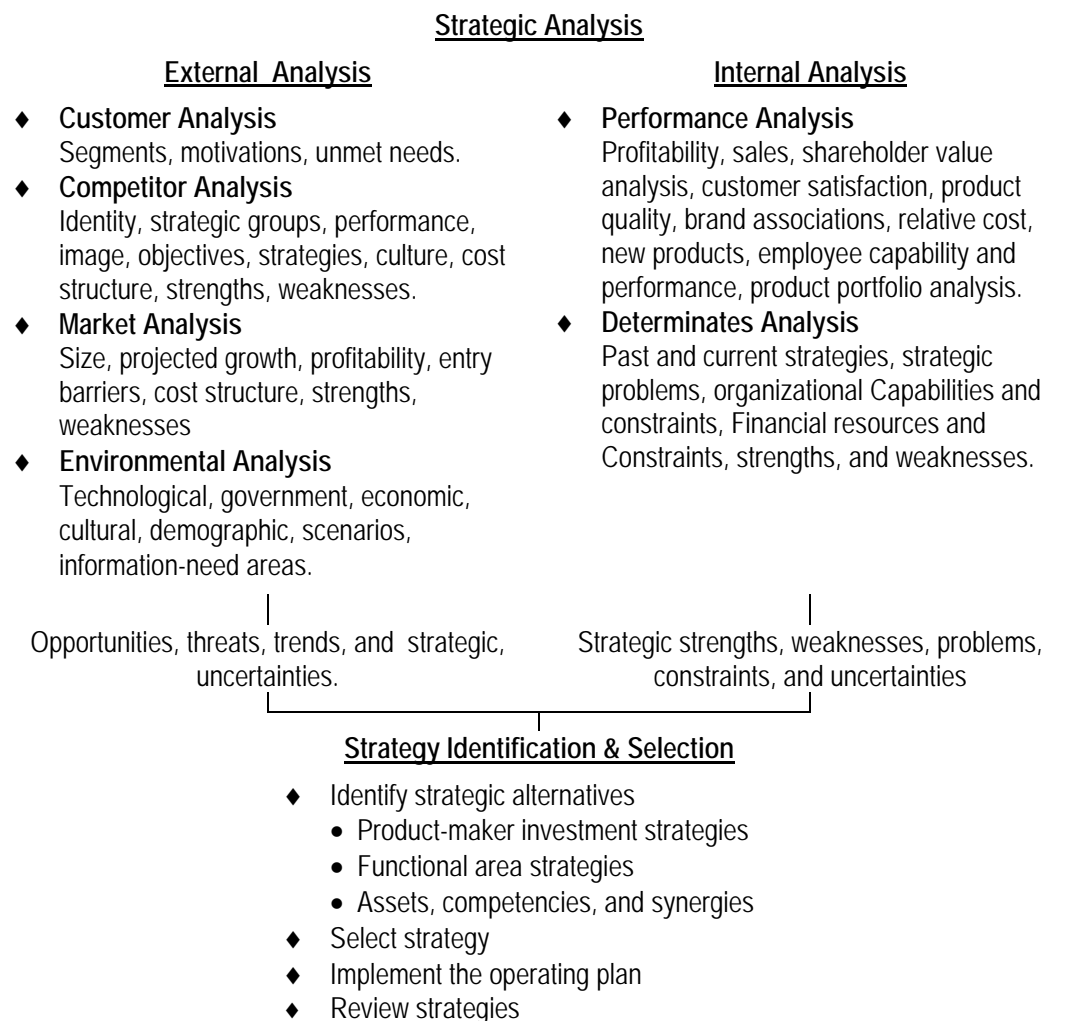 Strategic Analysis
External Analysis
♦ Customer Analysis
Segments, motivations, unmet needs.
♦ Competitor Analysis
Identity, strategic groups, performance,
image, objectives, strategies, culture, cost
structure, strengths, weaknesses.
♦ Market Analysis
Size, projected growth, profitability, entry
barriers, cost structure, strengths,
weaknesses
♦ Environmental Analysis
Technological, government, economic,
cultural, demographic, scenarios,
information-need areas.
Opportunities, threats, trends, and strategic,
uncertainties.
Internal Analysis
♦ Performance Analysis
Profitability, sales, shareholder value
analysis, customer satisfaction, product
quality, brand associations, relative cost,
new products, employee capability and
performance, product portfolio analysis.
♦ Determinates Analysis
Past and current strategies, strategic
problems, organizational Capabilities and
constraints, Financial resources and
Constraints, strengths, and weaknesses.
Strategic strengths, weaknesses, problems,
constraints, and uncertainties
Strategy Identification & Selection
♦ Identify strategic alternatives
• Product-maker investment strategies
• Functional area strategies
• Assets, competencies, and synergies
♦ Select strategy
♦ Implement the operating plan
♦ Review strategies